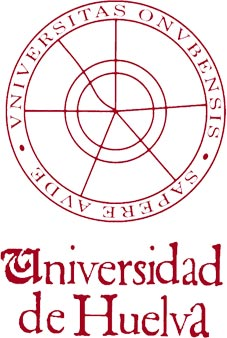 VNIVERSITAS ONVBENSIS · SAPERE AVDE ·
Universidad
de Huelva